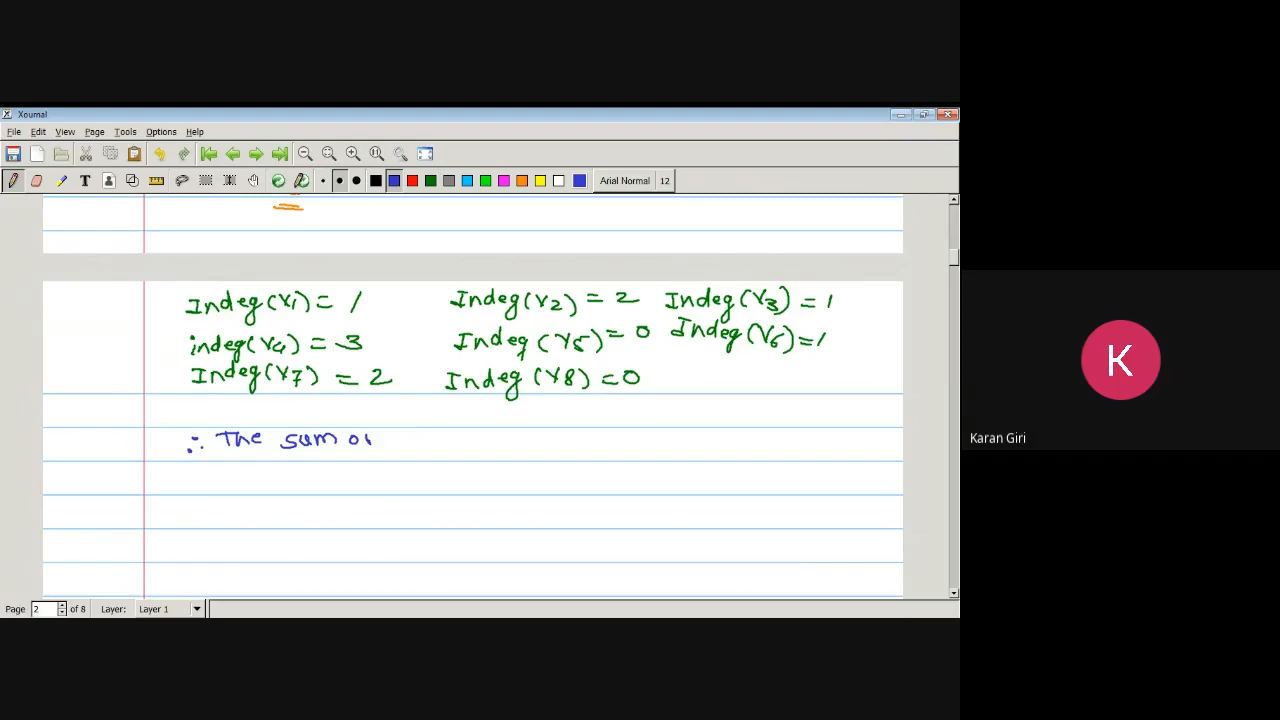 Xournal
File Edit View Page Tools Options Help
Arial Normal 12
Indeg(V1) = 1 Indeg(V2) = 2 Indeg(V3) = 1
indeg(V4) = 3 Indeg(V5) = 0 Indeg(V6) = 1
Indeg(V7) = 2 Indeg(V8) = 0
∴ The sum
K
Karan Giri
Page 2 of 8 Layer: Layer 1